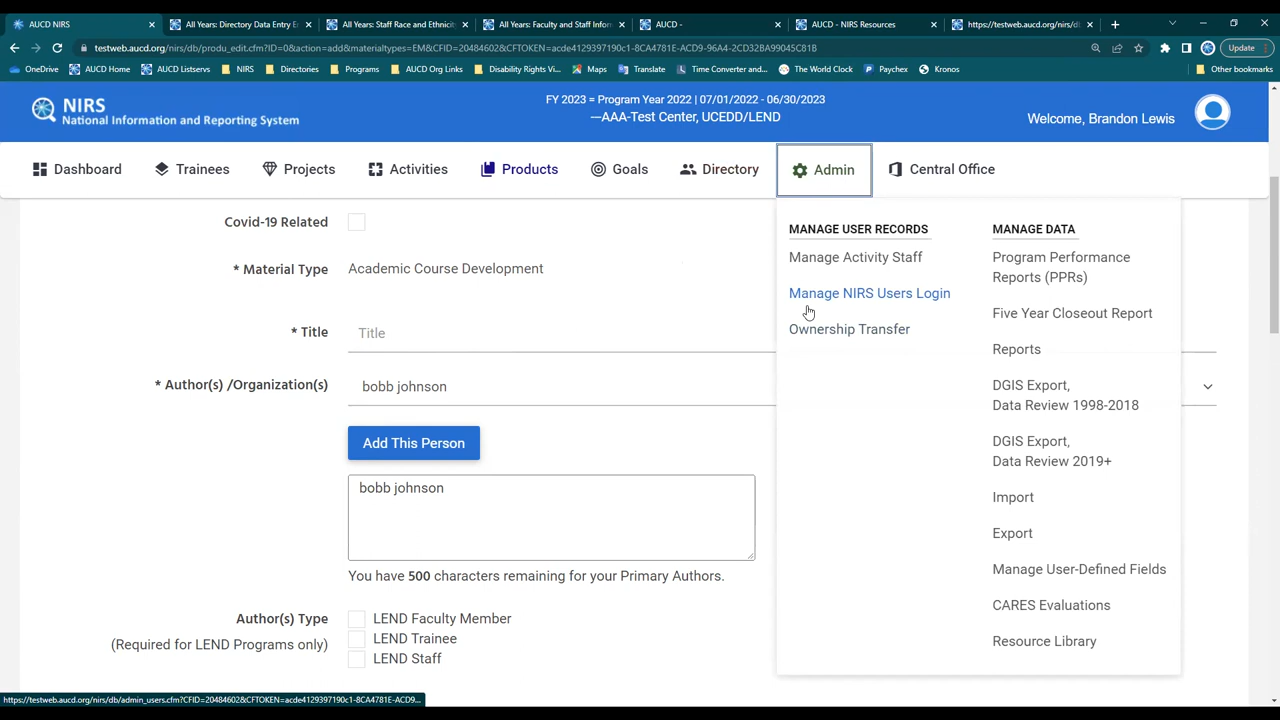 AUCD NIRS
All Years: Directory Data Entry E
All Years: Staff Race and Ethnicit
All Years: Faculty and Staff Infor
AUCD -
AUCD - NIRS Resources
https://testweb.aucd.org/nirs/db
testweb.aucd.org/nirs/db/produ_edit.cfm?ID=0&action=add&materialtypes=EM&CFID=20484602&CFTOKEN=acde4129397190c1-8CA4781E-ACD9-96A4-2CD32BA99045C81B
Update
OneDrive
AUCD Home
AUCD Listservs
NIRS
Directories
Programs
AUCD Org Links
Disability Rights Vi...
Maps
Translate
Time Converter and...
The World Clock
Paychex
Kronos
Other bookmarks
NIRS
National Information and Reporting System
FY 2023 = Program Year 2022 | 07/01/2022 - 06/30/2023
—AAA-Test Center, UCEDD/LEND
Welcome, Brandon Lewis
Dashboard
Trainees
Projects
Activities
Products
Goals
Directory
Admin
Central Office
MANAGE USER RECORDS
Manage Activity Staff
Manage NIRS Users Login
Ownership Transfer
MANAGE DATA
Program Performance
Reports (PPRs)
Five Year Closeout Report
Reports
DGIS Export,
Data Review 1998-2018
DGIS Export,
Data Review 2019+
Import
Export
Manage User-Defined Fields
CARES Evaluations
Resource Library
Covid-19 Related
* Material Type Academic Course Development
* Title Title
* Author(s) /Organization(s) bobb johnson
Add This Person
bobb johnson
You have 500 characters remaining for your Primary Authors.
Author(s) Type
(Required for LEND Programs only)
LEND Faculty Member
LEND Trainee
LEND Staff
https://testweb.aucd.org/nirs/db/admin_users.cfm?CFID=20484602&CFTOKEN=acde4129397190c1-8CA4781E-ACD9...